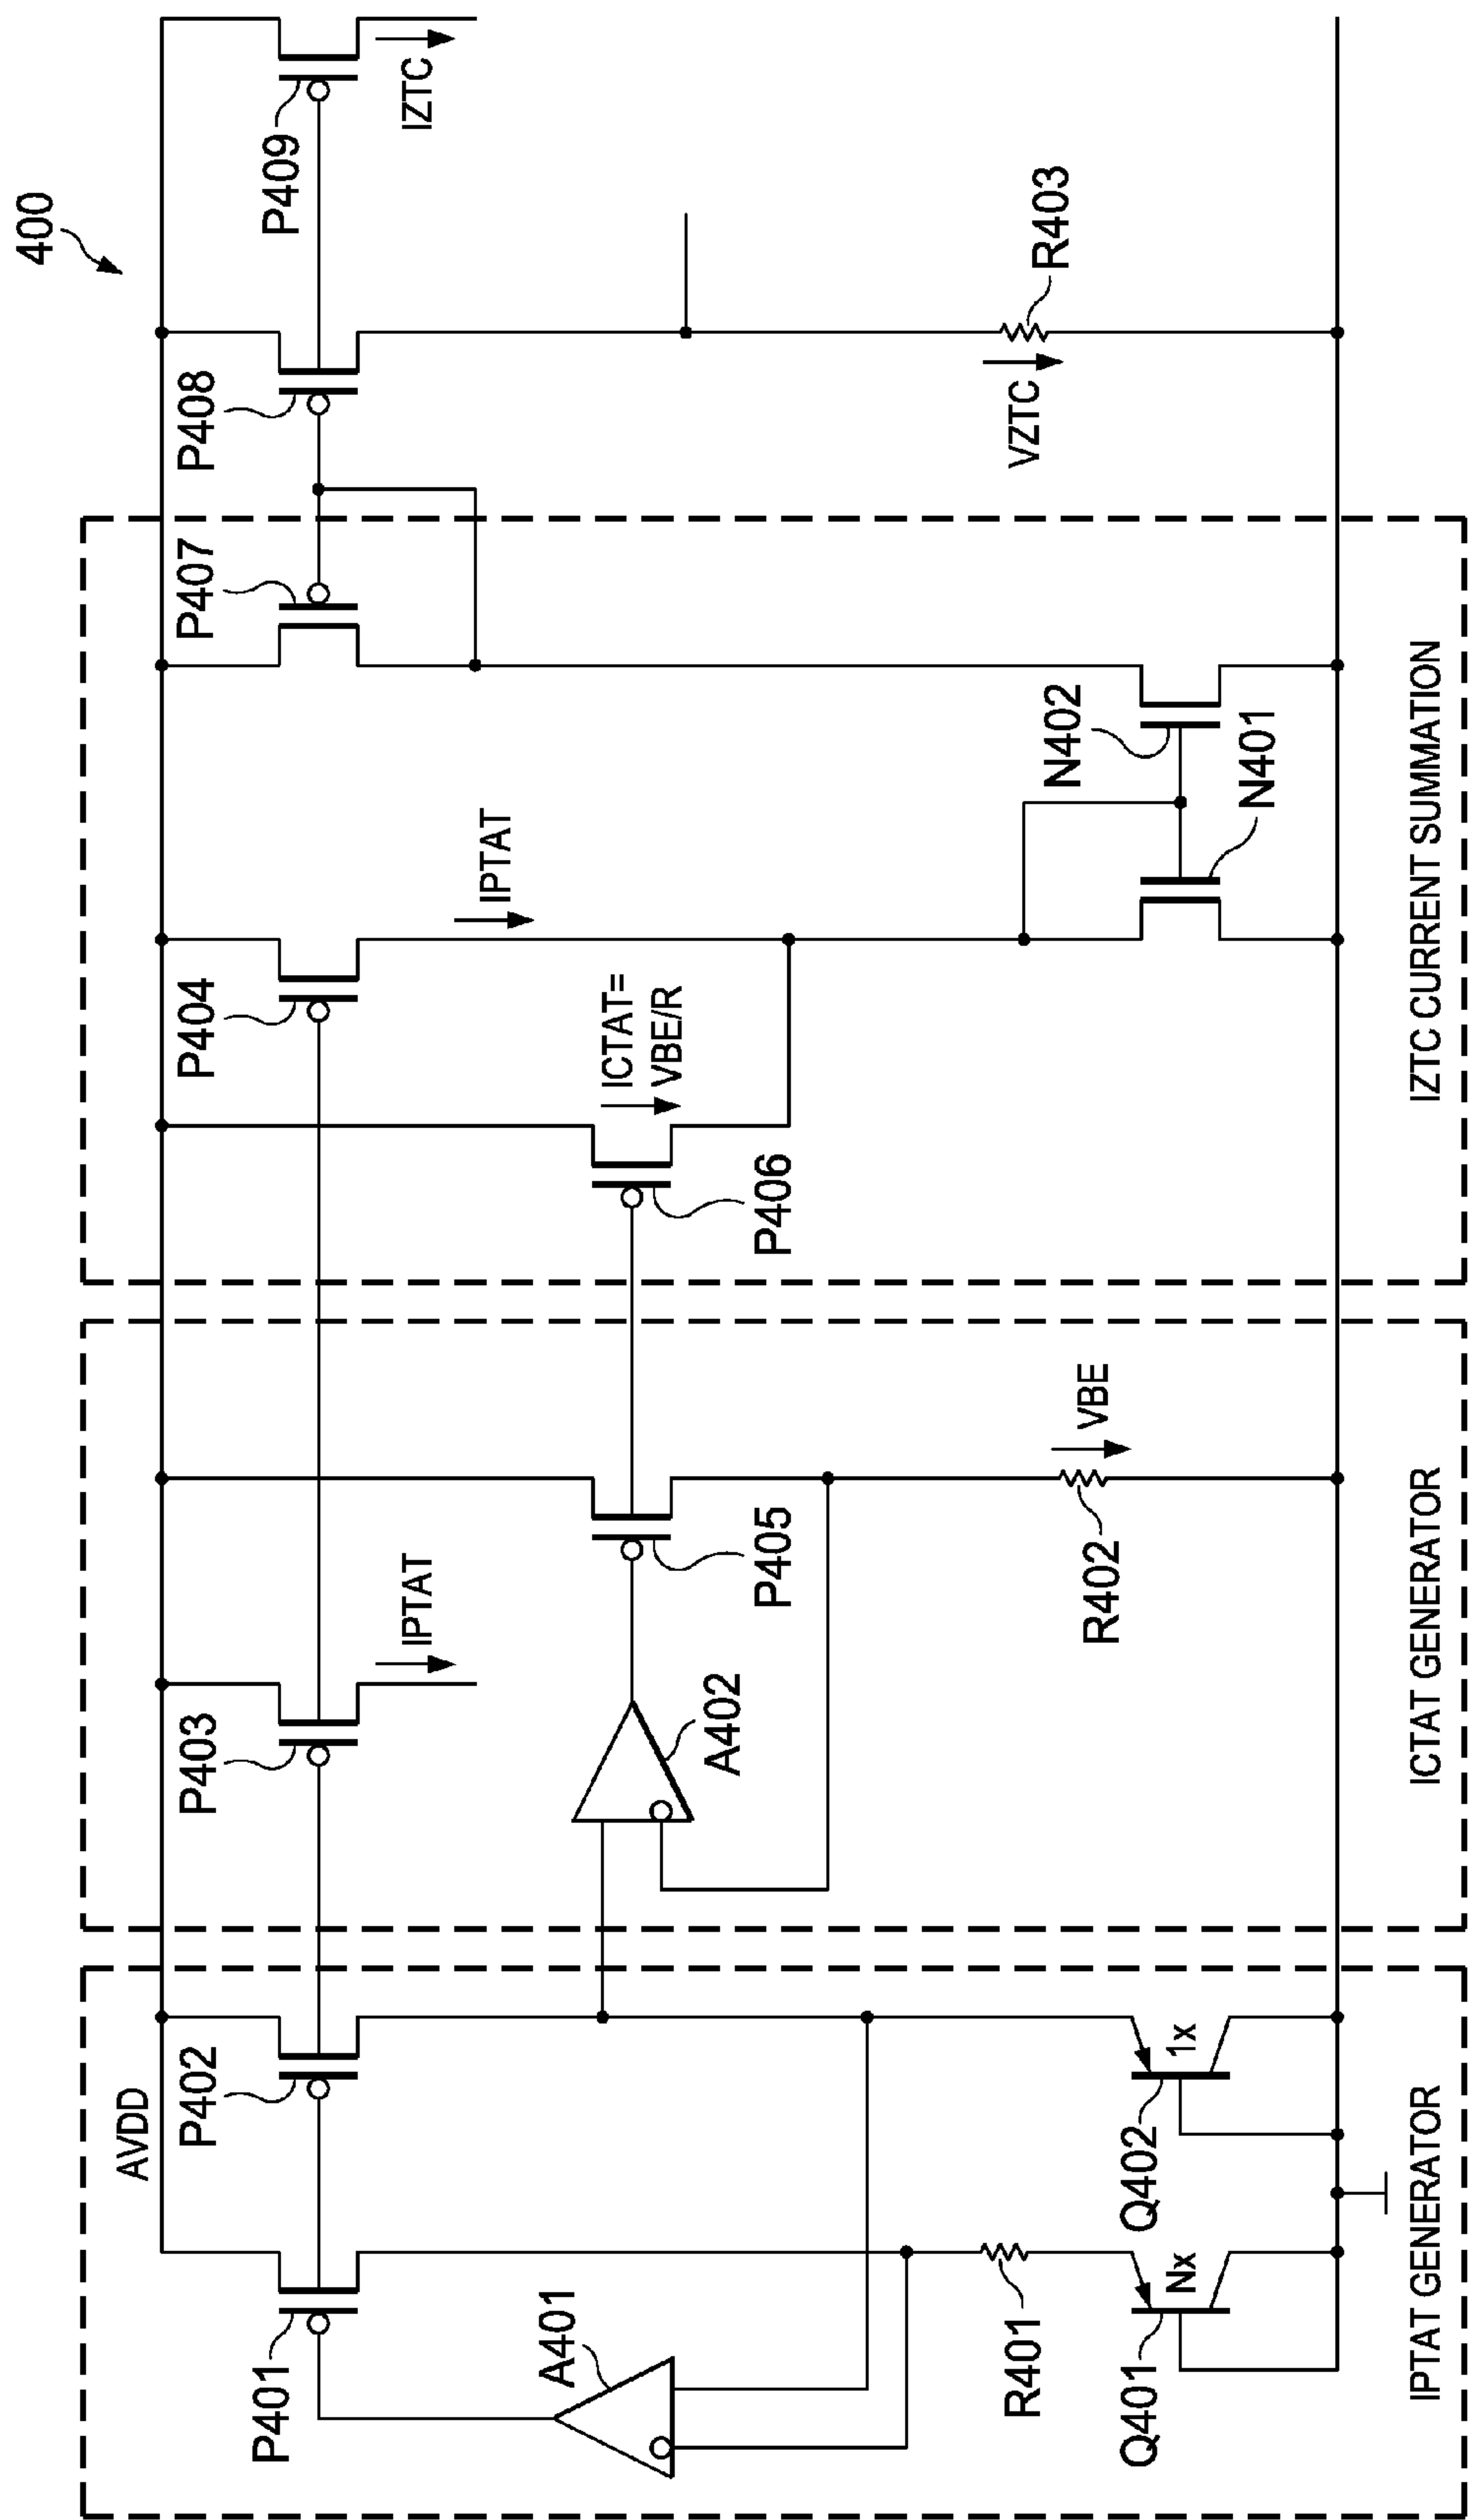 400
AVDD
P401
P402
P403
P404
P407
P408
P409
IZTC
IPTAT
IPTAT
ICTAT=
VBE/R
A401
A402
P405
P406
VBE
VZTC
R401
R402
R403
Q401
Nx
Q402
1x
N402
N401
IPTAT GENERATOR
ICTAT GENERATOR
IZTC CURRENT SUMMATION